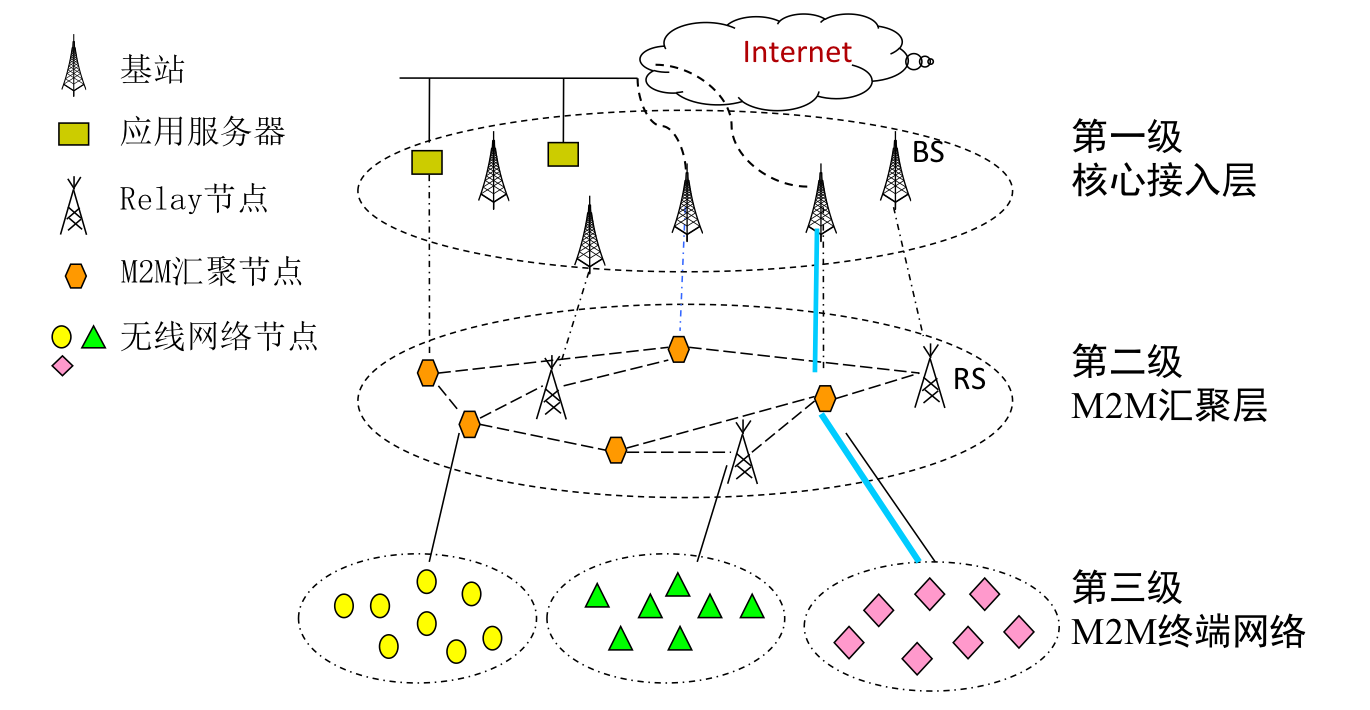 Internet
基站
应用服务器
Relay节点
M2M汇聚节点
无线网络节点
BS
第一级
核心接入层
RS
第二级
M2M汇聚层
第三级
M2M终端网络